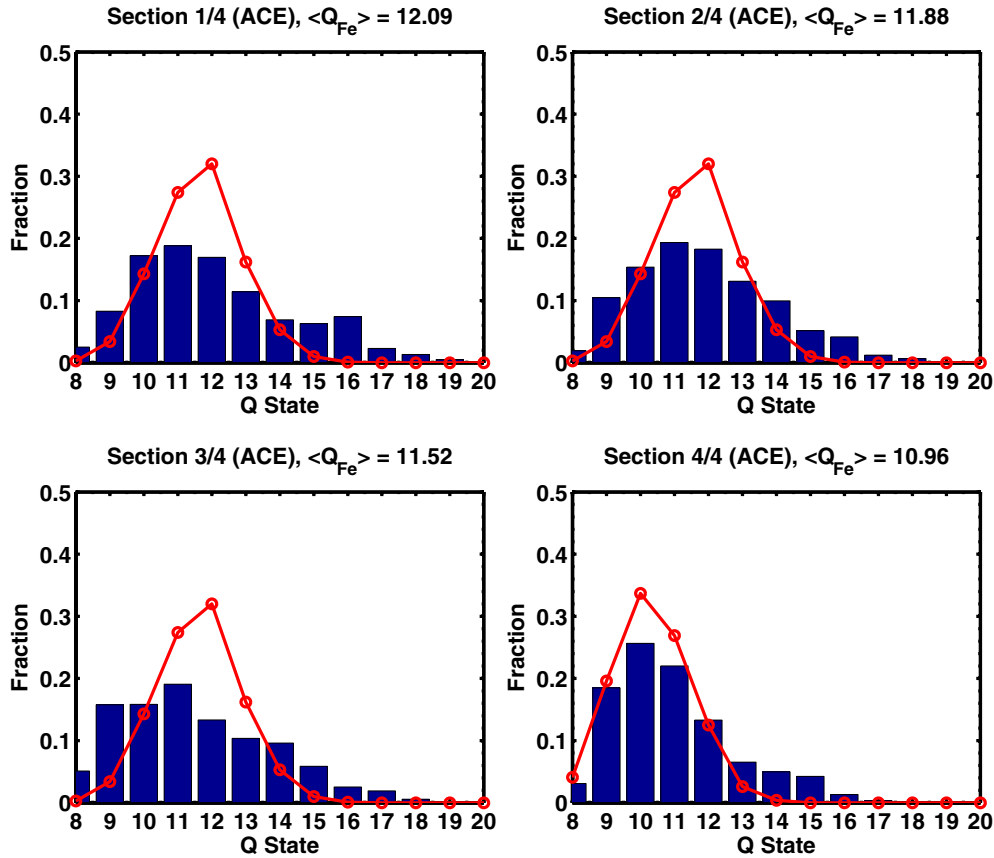 Section 1/4 (ACE), <Q_Fe> = 12.09
0.5
0.4
0.3
0.2
0.1
0
Fraction
8 9 10 11 12 13 14 15 16 17 18 19 20
Q State
Section 2/4 (ACE), <Q_Fe> = 11.88
0.5
0.4
0.3
0.2
0.1
0
Fraction
8 9 10 11 12 13 14 15 16 17 18 19 20
Q State
Section 3/4 (ACE), <Q_Fe> = 11.52
0.5
0.4
0.3
0.2
0.1
0
Fraction
8 9 10 11 12 13 14 15 16 17 18 19 20
Q State
Section 4/4 (ACE), <Q_Fe> = 10.96
0.5
0.4
0.3
0.2
0.1
0
Fraction
8 9 10 11 12 13 14 15 16 17 18 19 20
Q State